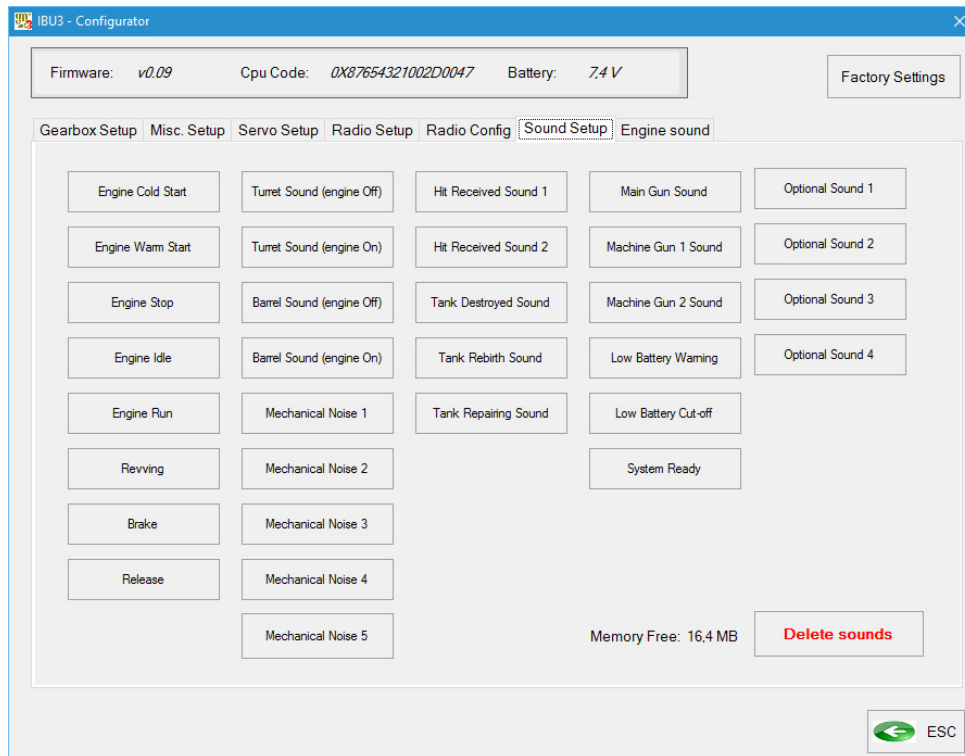 IBU3 - Configurator
Firmware: v0.09 Cpu Code: 0X87654321002D0047 Battery: 7,4 V
Factory Settings
Gearbox Setup Misc. Setup Servo Setup Radio Setup Radio Config Sound Setup Engine sound
Engine Cold Start Turret Sound (engine Off) Hit Received Sound 1 Main Gun Sound Optional Sound 1
Engine Warm Start Turret Sound (engine On) Hit Received Sound 2 Machine Gun 1 Sound Optional Sound 2
Engine Stop Barrel Sound (engine Off) Tank Destroyed Sound Machine Gun 2 Sound Optional Sound 3
Engine Idle Barrel Sound (engine On) Tank Rebirth Sound Low Battery Warning Optional Sound 4
Engine Run Mechanical Noise 1 Tank Repairing Sound Low Battery Cut-off
Revving Mechanical Noise 2 System Ready
Brake Mechanical Noise 3
Release Mechanical Noise 4
Mechanical Noise 5 Memory Free: 16,4 MB Delete sounds
ESC